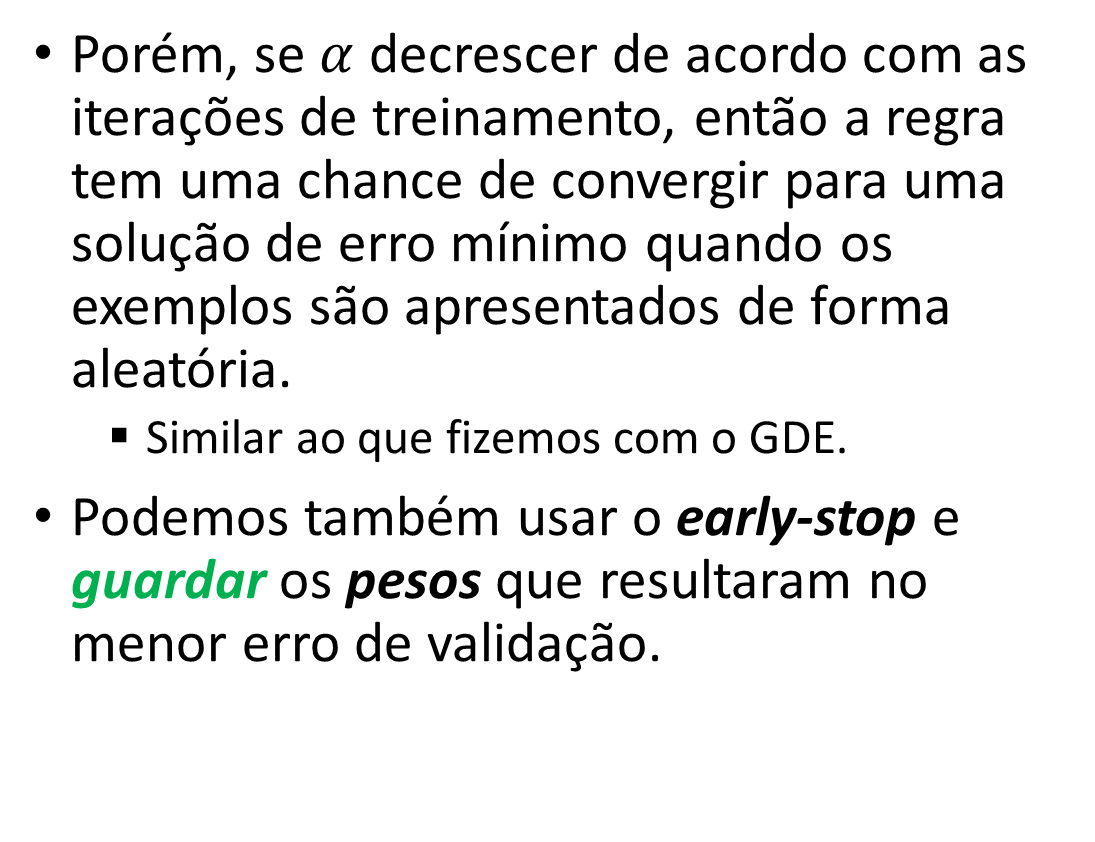 • Porém, se 𝛼 decrescer de acordo com as
iterações de treinamento, então a regra
tem uma chance de convergir para uma
solução de erro mínimo quando os
exemplos são apresentados de forma
aleatória.
▪ Similar ao que fizemos com o GDE.
• Podemos também usar o early-stop e
guardar os pesos que resultaram no
menor erro de validação.